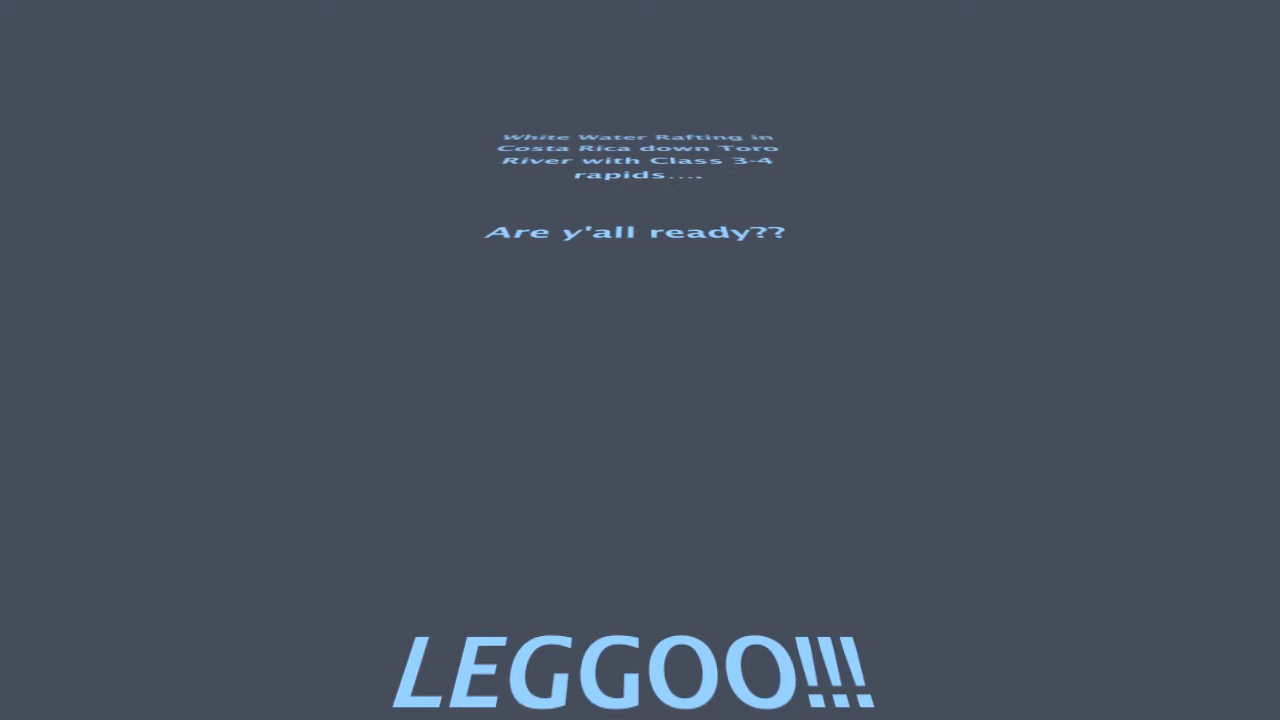 White Water Rafting in
Costa Rica down Toro
River with Class 3-4
rapids....
Are y'all ready??
LEGGOO!!!